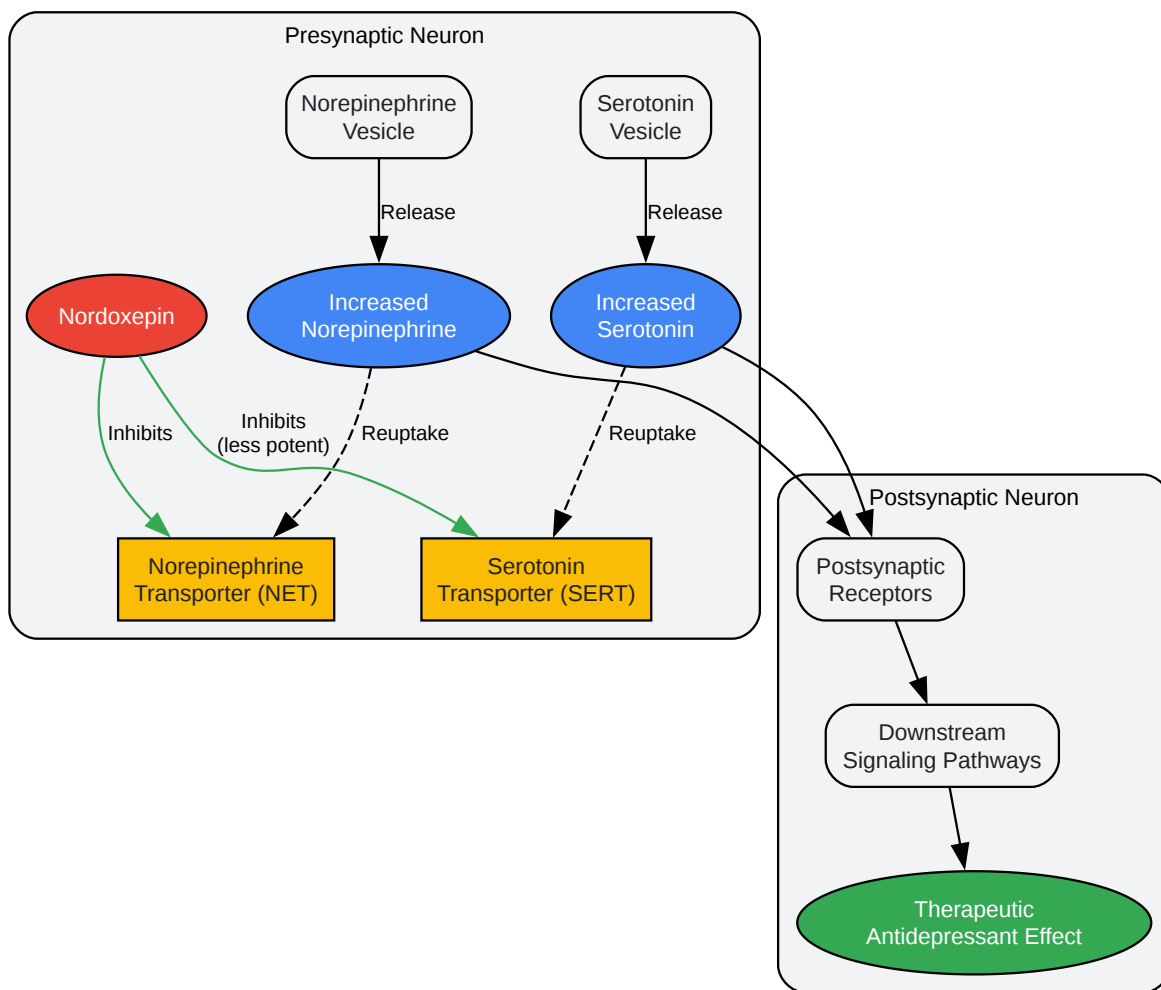 Presynaptic Neuron
Norepinephrine
Vesicle
Serotonin
Vesicle
Release
Release
Nordoxepin
Increased
Norepinephrine
Increased
Serotonin
Inhibits
Inhibits
(less potent)
Reuptake
Reuptake
Norepinephrine
Transporter (NET)
Serotonin
Transporter (SERT)
Postsynaptic Neuron
Postsynaptic
Receptors
Downstream
Signaling Pathways
Therapeutic
Antidepressant Effect